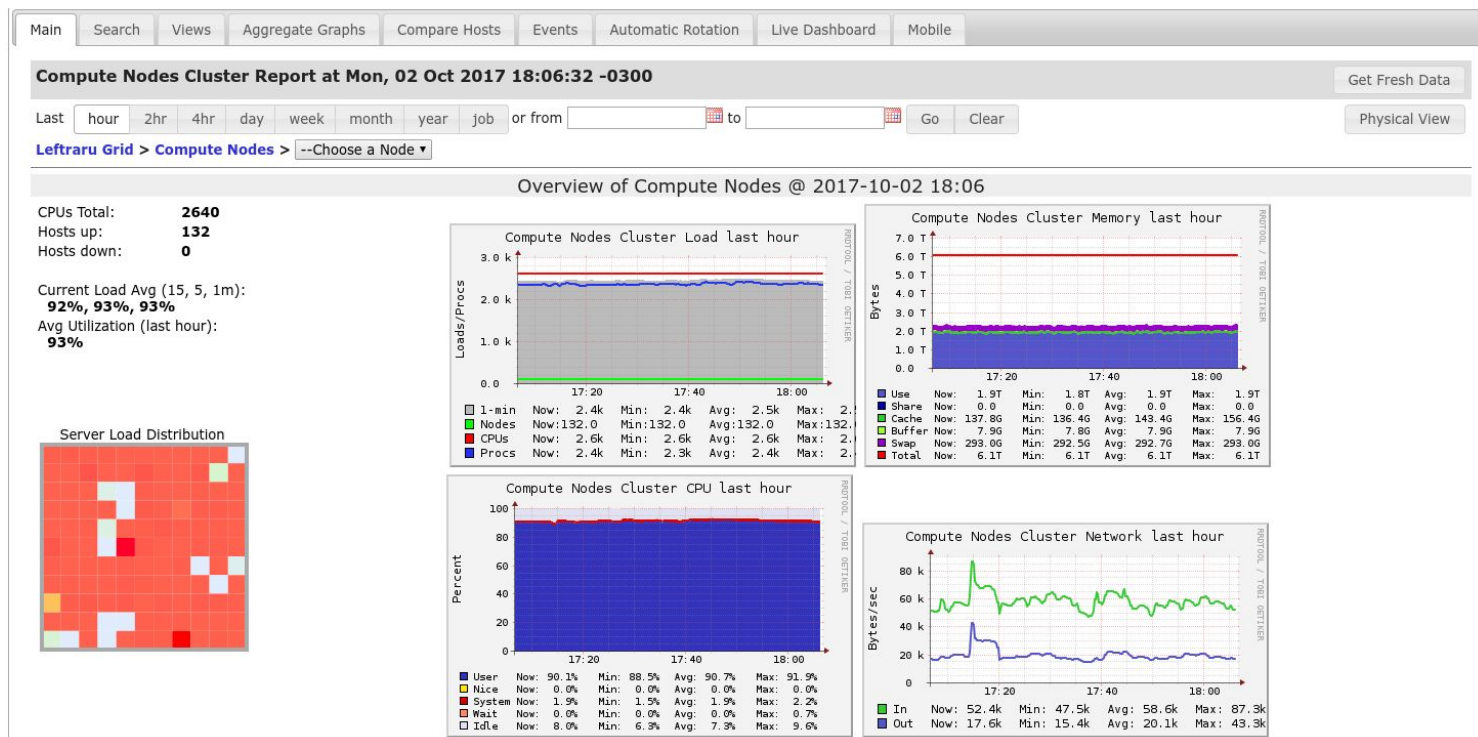 Main Search Views Aggregate Graphs Compare Hosts Events Automatic Rotation Live Dashboard Mobile
Compute Nodes Cluster Report at Mon, 02 Oct 2017 18:06:32 -0300
Get Fresh Data
Last hour 2hr 4hr day week month year job or from to Go Clear
Physical View
Leftraru Grid > Compute Nodes > --Choose a Node
Overview of Compute Nodes @ 2017-10-02 18:06
CPUs Total: 2640
Hosts up: 132
Hosts down: 0
Current Load Avg (15, 5, 1m):
92%, 93%, 93%
Avg Utilization (last hour):
93%
Server Load Distribution
Compute Nodes Cluster Load last hour
RRDTOOL / TOBI OETIKER
Loads/Procs
3.0 k
2.0 k
1.0 k
0.0
17:20 17:40 18:00
1-min Now: 2.4k Min: 2.4k Avg: 2.5k Max: 2.
Nodes Now:132.0 Min:132.0 Avg:132.0 Max:132.
CPUs Now: 2.6k Min: 2.6k Avg: 2.6k Max: 2.
Procs Now: 2.4k Min: 2.3k Avg: 2.4k Max: 2.
Compute Nodes Cluster Memory last hour
RRDTOOL / TOBI OETIKER
Bytes
7.0 T
6.0 T
5.0 T
4.0 T
3.0 T
2.0 T
1.0 T
0.0
17:20 17:40 18:00
Use Now: 1.9T Min: 1.8T Avg: 1.9T Max: 1.9T
Share Now: 0.0 Min: 0.0 Avg: 0.0 Max: 0.0
Cache Now: 137.8G Min: 136.4G Avg: 143.4G Max: 156.4G
Buffer Now: 7.9G Min: 7.8G Avg: 7.9G Max: 7.9G
Swap Now: 293.0G Min: 292.5G Avg: 292.7G Max: 293.0G
Total Now: 6.1T Min: 6.1T Avg: 6.1T Max: 6.1T
Compute Nodes Cluster CPU last hour
RRDTOOL / TOBI OETIKER
Percent
100
80
60
40
20
0
17:20 17:40 18:00
User Now: 90.1% Min: 88.5% Avg: 90.7% Max: 91.9%
Nice Now: 0.0% Min: 0.0% Avg: 0.0% Max: 0.0%
System Now: 1.9% Min: 1.5% Avg: 1.9% Max: 2.2%
Wait Now: 0.0% Min: 0.0% Avg: 0.0% Max: 0.7%
Idle Now: 8.0% Min: 6.3% Avg: 7.3% Max: 9.6%
Compute Nodes Cluster Network last hour
RRDTOOL / TOBI OETIKER
Bytes/sec
80 k
60 k
40 k
20 k
0
17:20 17:40 18:00
In Now: 52.4k Min: 47.5k Avg: 58.6k Max: 87.3k
Out Now: 17.6k Min: 15.4k Avg: 20.1k Max: 43.3k